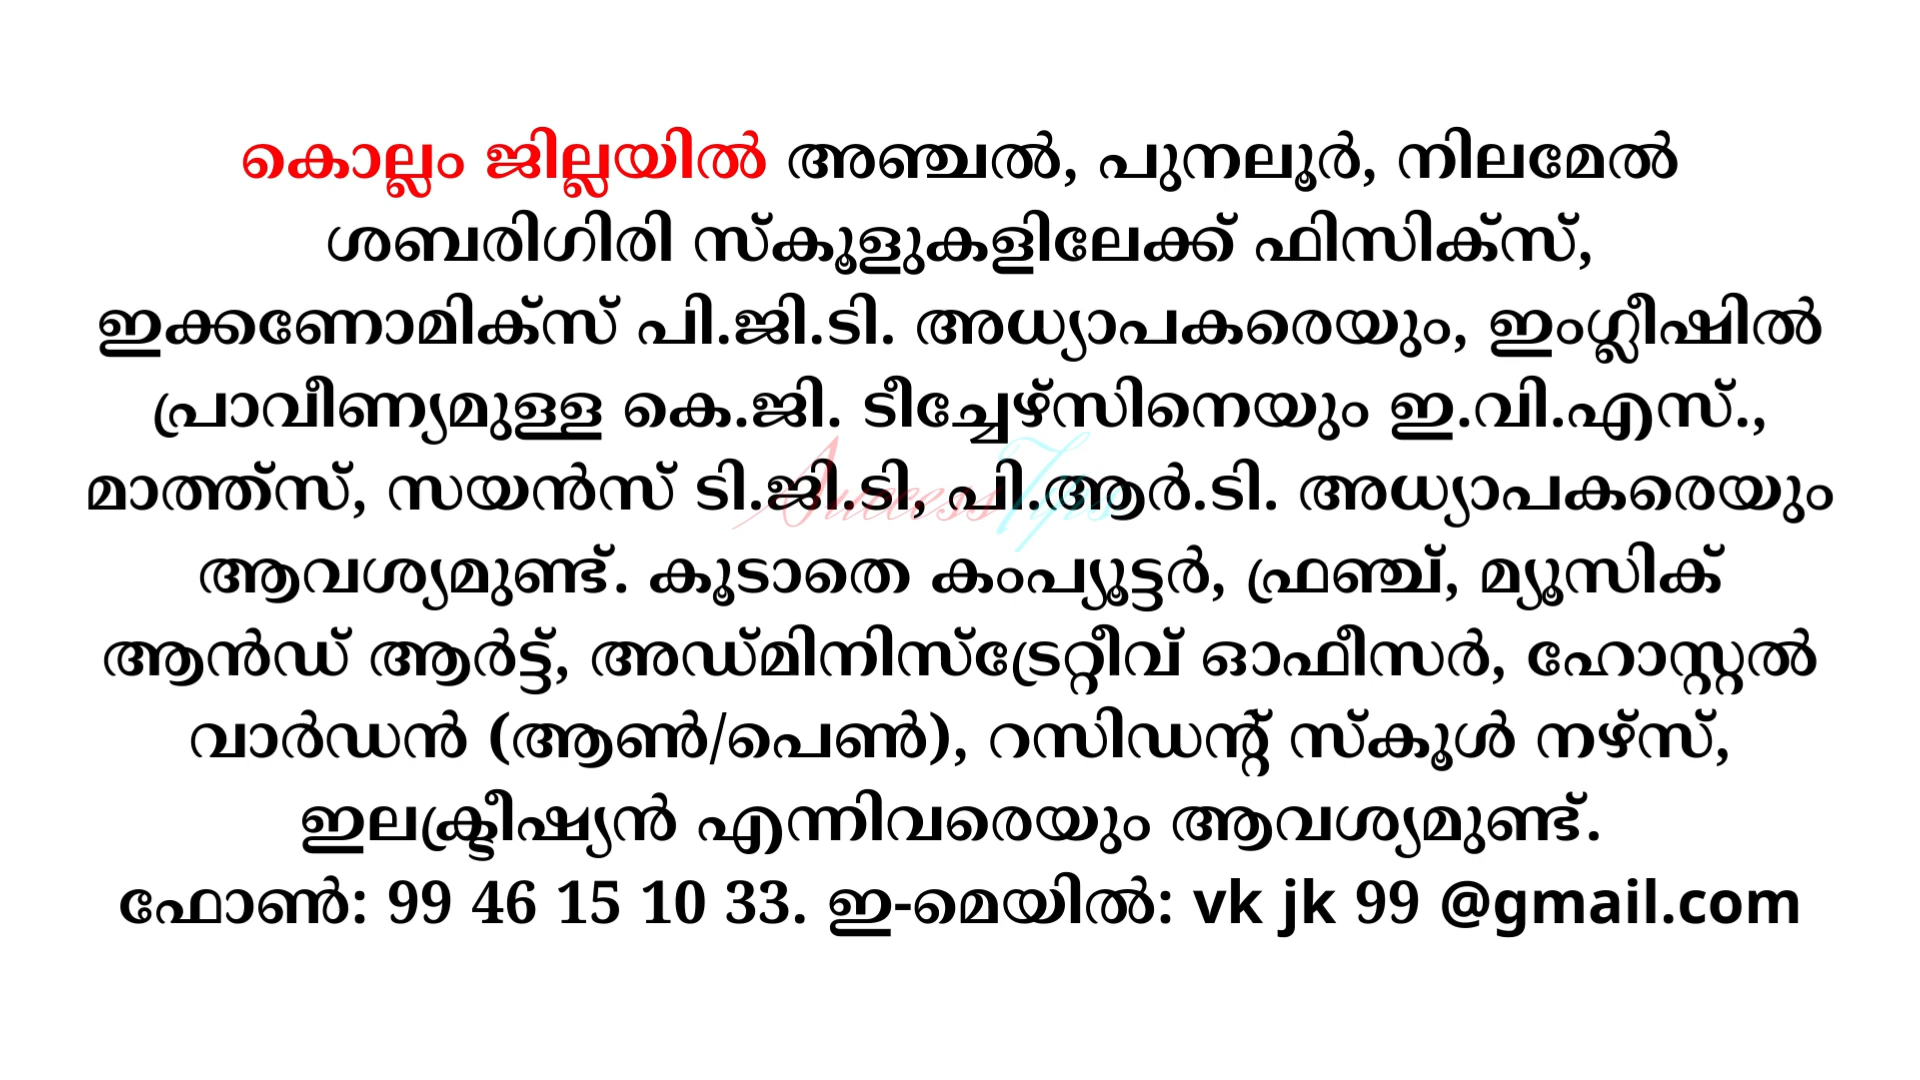 കൊല്ലം ജില്ലയിൽ അഞ്ചൽ, പുനലൂർ, നിലമേൽ
ശബരിഗിരി സ്കൂളുകളിലേക്ക് ഫിസിക്സ്,
ഇക്കണോമിക്സ് പി.ജി.ടി. അധ്യാപകരെയും, ഇംഗ്ലീഷിൽ
പ്രാവീണ്യമുള്ള കെ.ജി. ടീച്ചേഴ്സിനെയും ഇ.വി.എസ്.,
മാത്ത്സ്, സയൻസ് ടി.ജി.ടി, പി.ആർ.ടി. അധ്യാപകരെയും
Success Tips
ആവശ്യമുണ്ട്. കൂടാതെ കംപ്യൂട്ടർ, ഫ്രഞ്ച്, മ്യൂസിക്
ആൻഡ് ആർട്ട്, അഡ്മിനിസ്ട്രേറ്റീവ് ഓഫീസർ, ഹോസ്റ്റൽ
വാർഡൻ (ആൺ/പെൺ), റസിഡന്റ് സ്കൂൾ നഴ്സ്,
ഇലക്ട്രീഷ്യൻ എന്നിവരെയും ആവശ്യമുണ്ട്.
ഫോൺ: 99 46 15 10 33. ഇ-മെയിൽ: vk jk 99 @gmail.com